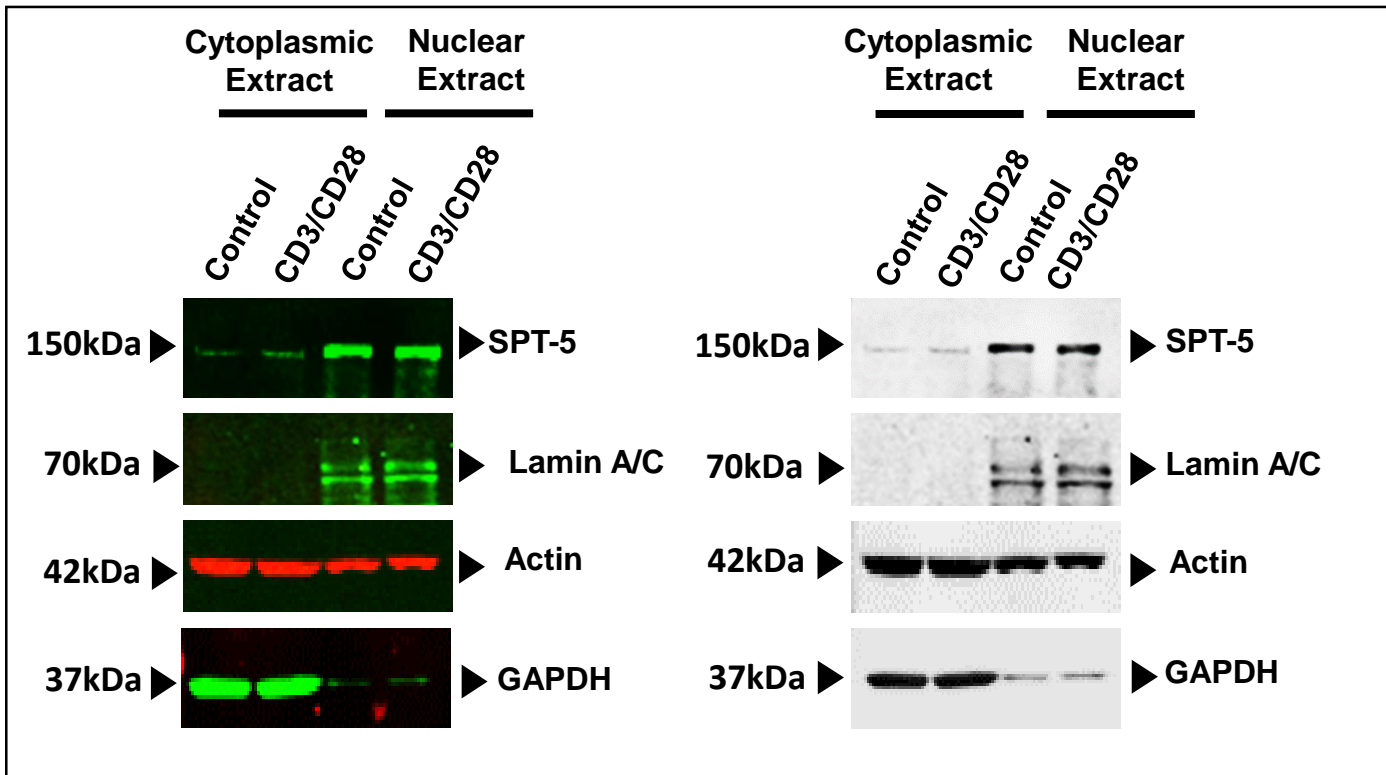 Cytoplasmic
Extract
Nuclear
Extract
Control
CD3/CD28
Control
CD3/CD28
150kDa
SPT-5
70kDa
Lamin A/C
42kDa
Actin
37kDa
GAPDH
Cytoplasmic
Extract
Nuclear
Extract
Control
CD3/CD28
Control
CD3/CD28
150kDa
SPT-5
70kDa
Lamin A/C
42kDa
Actin
37kDa
GAPDH